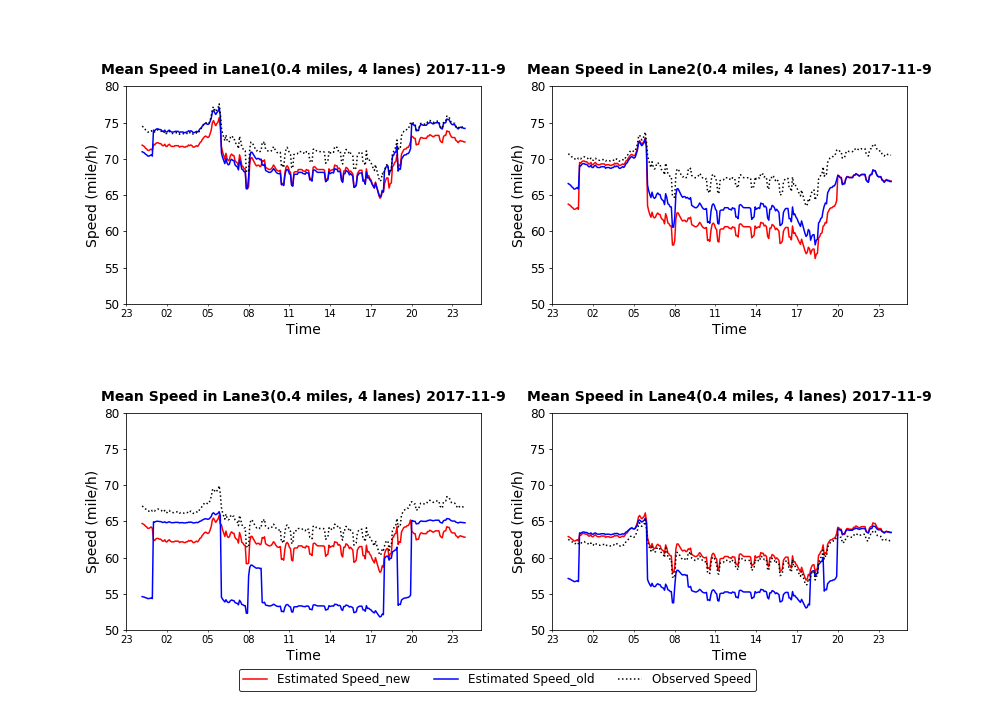 Mean Speed in Lane1(0.4 miles, 4 lanes) 2017-11-9
80
75
70
65
60
55
50
Speed (mile/h)
23 02 05 08 11 14 17 20 23
Time
Mean Speed in Lane2(0.4 miles, 4 lanes) 2017-11-9
80
75
70
65
60
55
50
Speed (mile/h)
23 02 05 08 11 14 17 20 23
Time
Mean Speed in Lane3(0.4 miles, 4 lanes) 2017-11-9
80
75
70
65
60
55
50
Speed (mile/h)
23 02 05 08 11 14 17 20 23
Time
Mean Speed in Lane4(0.4 miles, 4 lanes) 2017-11-9
80
75
70
65
60
55
50
Speed (mile/h)
23 02 05 08 11 14 17 20 23
Time
Estimated Speed_new Estimated Speed_old Observed Speed